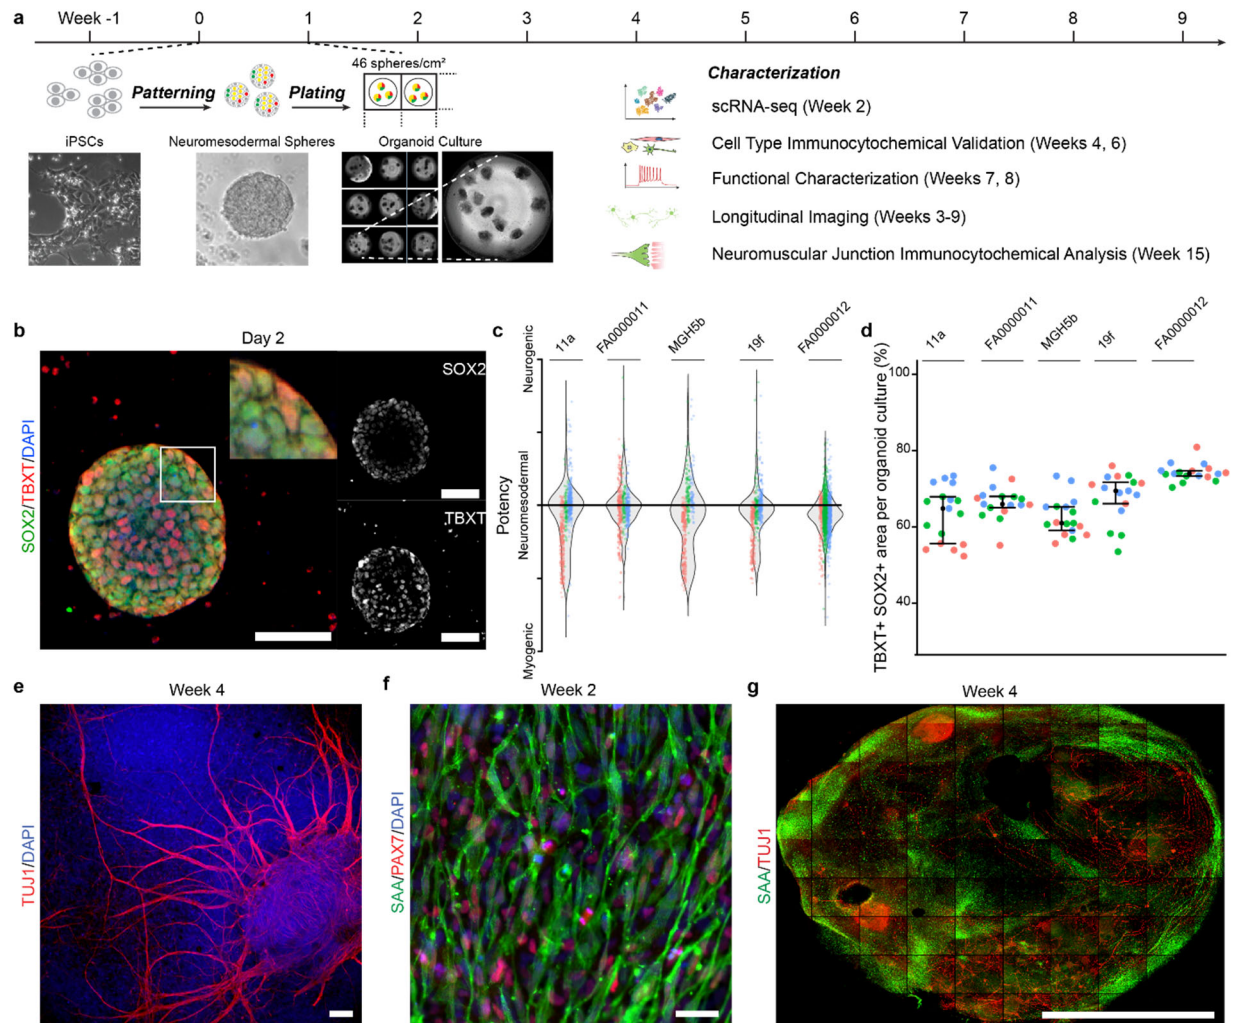 a
Week -1 0 1 2 3 4 5 6 7 8 9
46 spheres/cm²
Patterning Plating
iPSCs Neuromesodermal Spheres Organoid Culture
Characterization
scRNA-seq (Week 2)
Cell Type Immunocytochemical Validation (Weeks 4, 6)
Functional Characterization (Weeks 7, 8)
Longitudinal Imaging (Weeks 3-9)
Neuromuscular Junction Immunocytochemical Analysis (Week 15)
b
Day 2
SOX2/TBXT/DAPI
SOX2
TBXT
c
11a FA0000011 MGH5b 19f FA0000012
Potency
Neurogenic
Neuromesodermal
Myogenic
d
11a FA0000011 MGH5b 19f FA0000012
TBXT+ SOX2+ area per organoid culture (%)
100
80
60
40
e
Week 4
TUJ1/DAPI
f
Week 2
SAA/PAX7/DAPI
g
Week 4
SAA/TUJ1